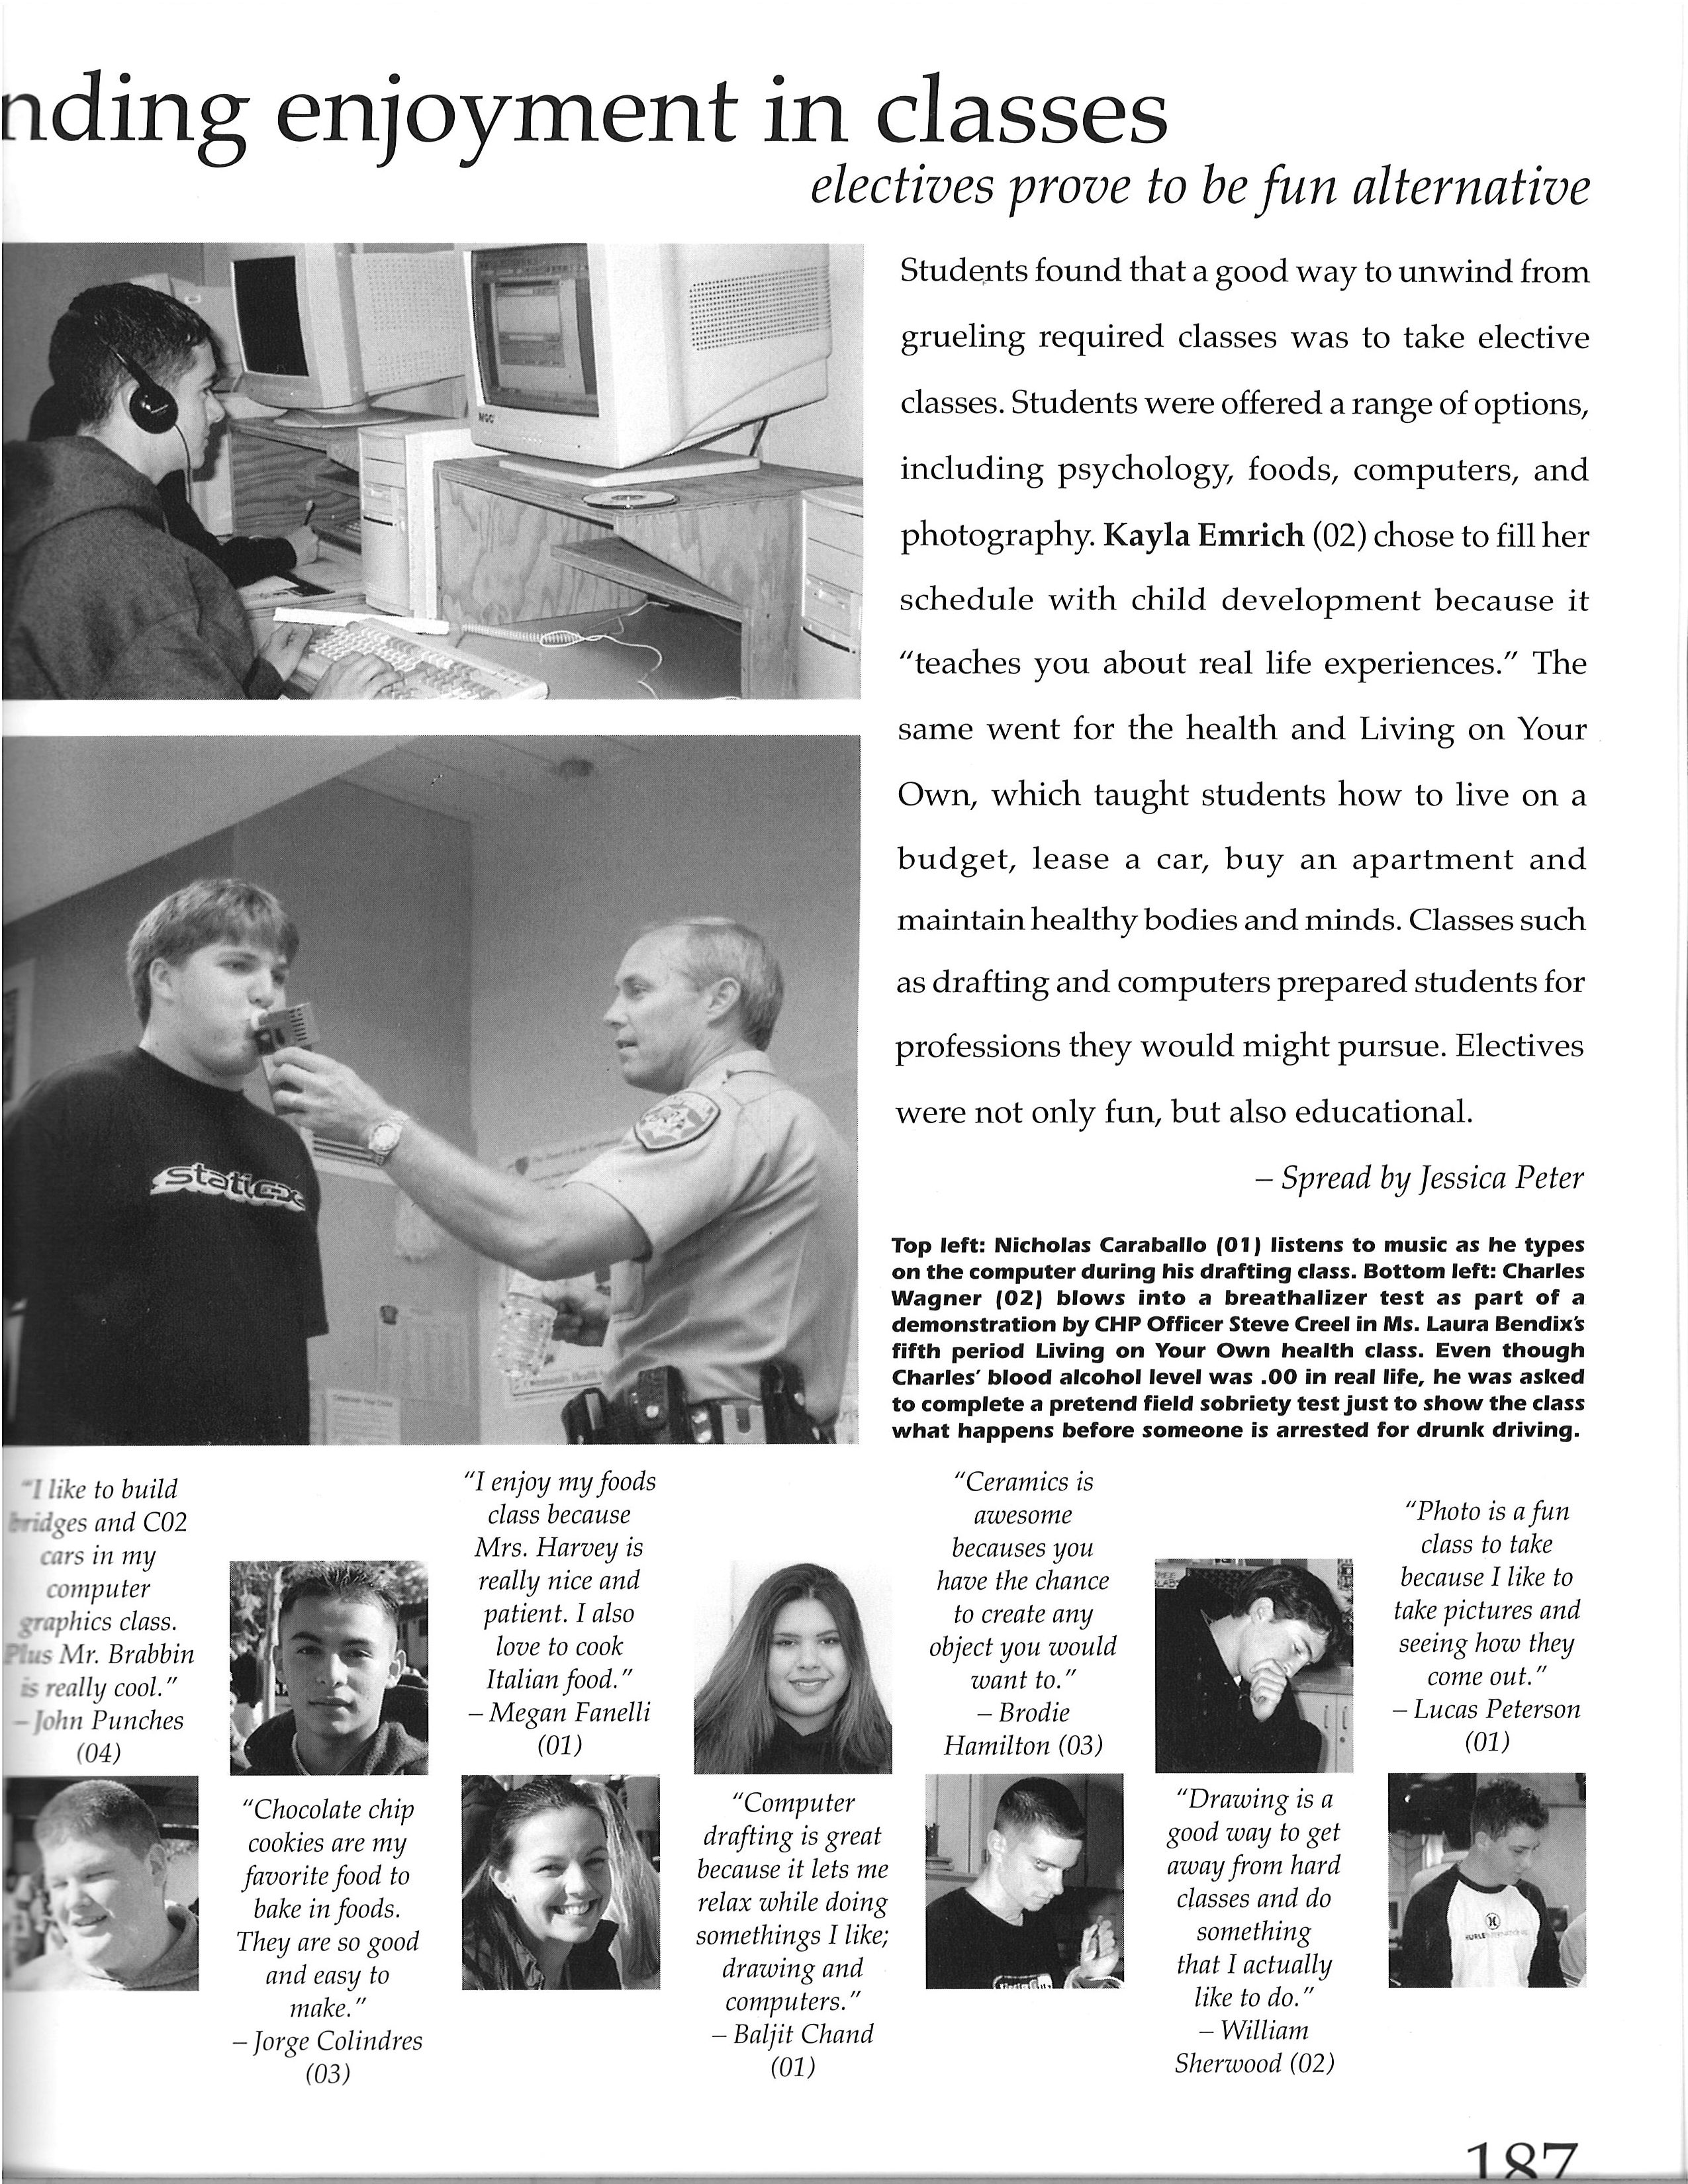 nding enjoyment in classes
electives prove to be fun alternative
Students found that a good way to unwind from
grueling required classes was to take elective
classes. Students were offered a range of options,
including psychology, foods, computers, and
photography. Kayla Emrich (02) chose to fill her
schedule with child development because it
“teaches you about real life experiences.” The
same went for the health and Living on Your
Own, which taught students how to live on a
budget, lease a car, buy an apartment and
maintain healthy bodies and minds. Classes such
as drafting and computers prepared students for
professions they would might pursue. Electives
were not only fun, but also educational.
– Spread by Jessica Peter
Top left: Nicholas Caraballo (01) listens to music as he types
on the computer during his drafting class. Bottom left: Charles
Wagner (02) blows into a breathalizer test as part of a
demonstration by CHP Officer Steve Creel in Ms. Laura Bendix's
fifth period Living on Your Own health class. Even though
Charles' blood alcohol level was .00 in real life, he was asked
to complete a pretend field sobriety test just to show the class
what happens before someone is arrested for drunk driving.
static-x
“I like to build
bridges and C02
cars in my
computer
graphics class.
Plus Mr. Brabbin
is really cool.”
– John Punches
(04)
“Chocolate chip
cookies are my
favorite food to
bake in foods.
They are so good
and easy to
make.”
– Jorge Colindres
(03)
“I enjoy my foods
class because
Mrs. Harvey is
really nice and
patient. I also
love to cook
Italian food.”
– Megan Fanelli
(01)
“Computer
drafting is great
because it lets me
relax while doing
somethings I like;
drawing and
computers.”
– Baljit Chand
(01)
“Ceramics is
awesome
becauses you
have the chance
to create any
object you would
want to.”
– Brodie
Hamilton (03)
“Drawing is a
good way to get
away from hard
classes and do
something
that I actually
like to do.”
– William
Sherwood (02)
“Photo is a fun
class to take
because I like to
take pictures and
seeing how they
come out.”
– Lucas Peterson
(01)
187